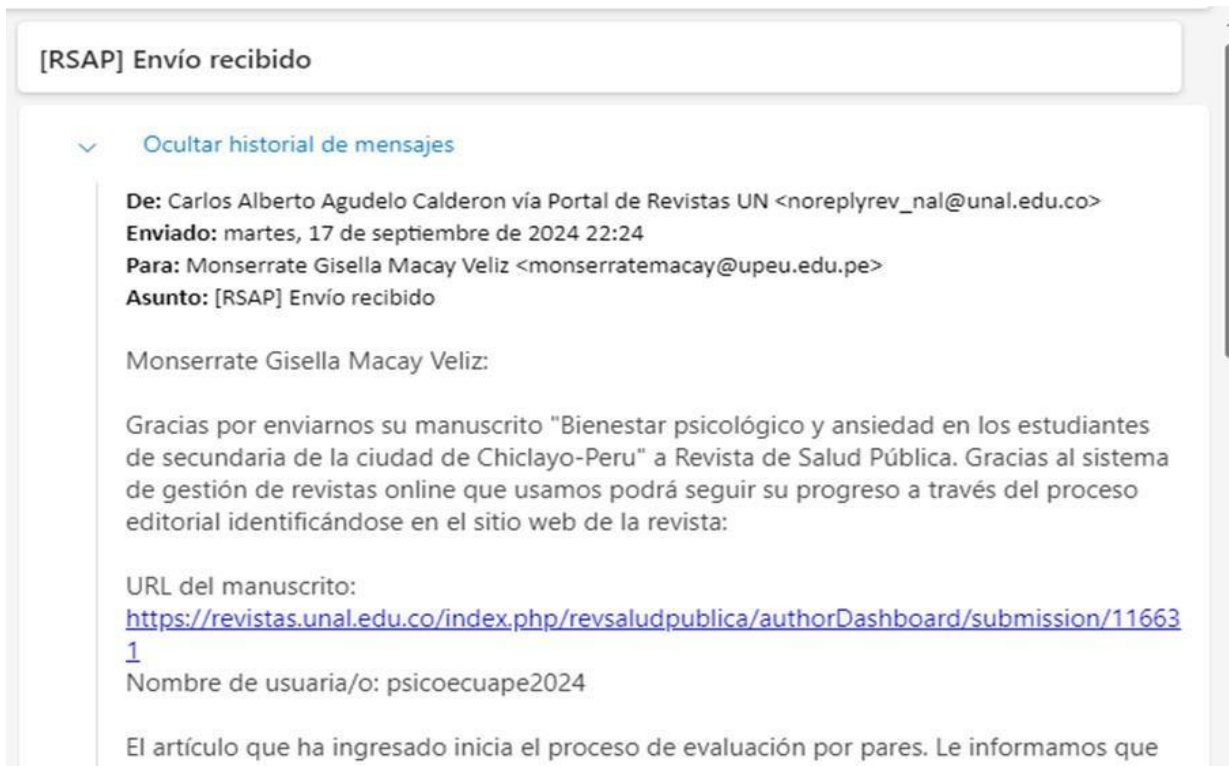 [RSAP] Envío recibido
Ocultar historial de mensajes
De: Carlos Alberto Agudelo Calderon vía Portal de Revistas UN <noreplyrev_nal@unal.edu.co>
Enviado: martes, 17 de septiembre de 2024 22:24
Para: Monserrate Gisella Macay Veliz <monserratemacay@upeu.edu.pe>
Asunto: [RSAP] Envío recibido
Monserrate Gisella Macay Veliz:
Gracias por enviarnos su manuscrito "Bienestar psicológico y ansiedad en los estudiantes
de secundaria de la ciudad de Chiclayo-Peru" a Revista de Salud Pública. Gracias al sistema
de gestión de revistas online que usamos podrá seguir su progreso a través del proceso
editorial identificándose en el sitio web de la revista:
URL del manuscrito:
https://revistas.unal.edu.co/index.php/revsaludpublica/authorDashboard/submission/11663
1
Nombre de usuaria/o: psicoecuape2024
El artículo que ha ingresado inicia el proceso de evaluación por pares. Le informamos que